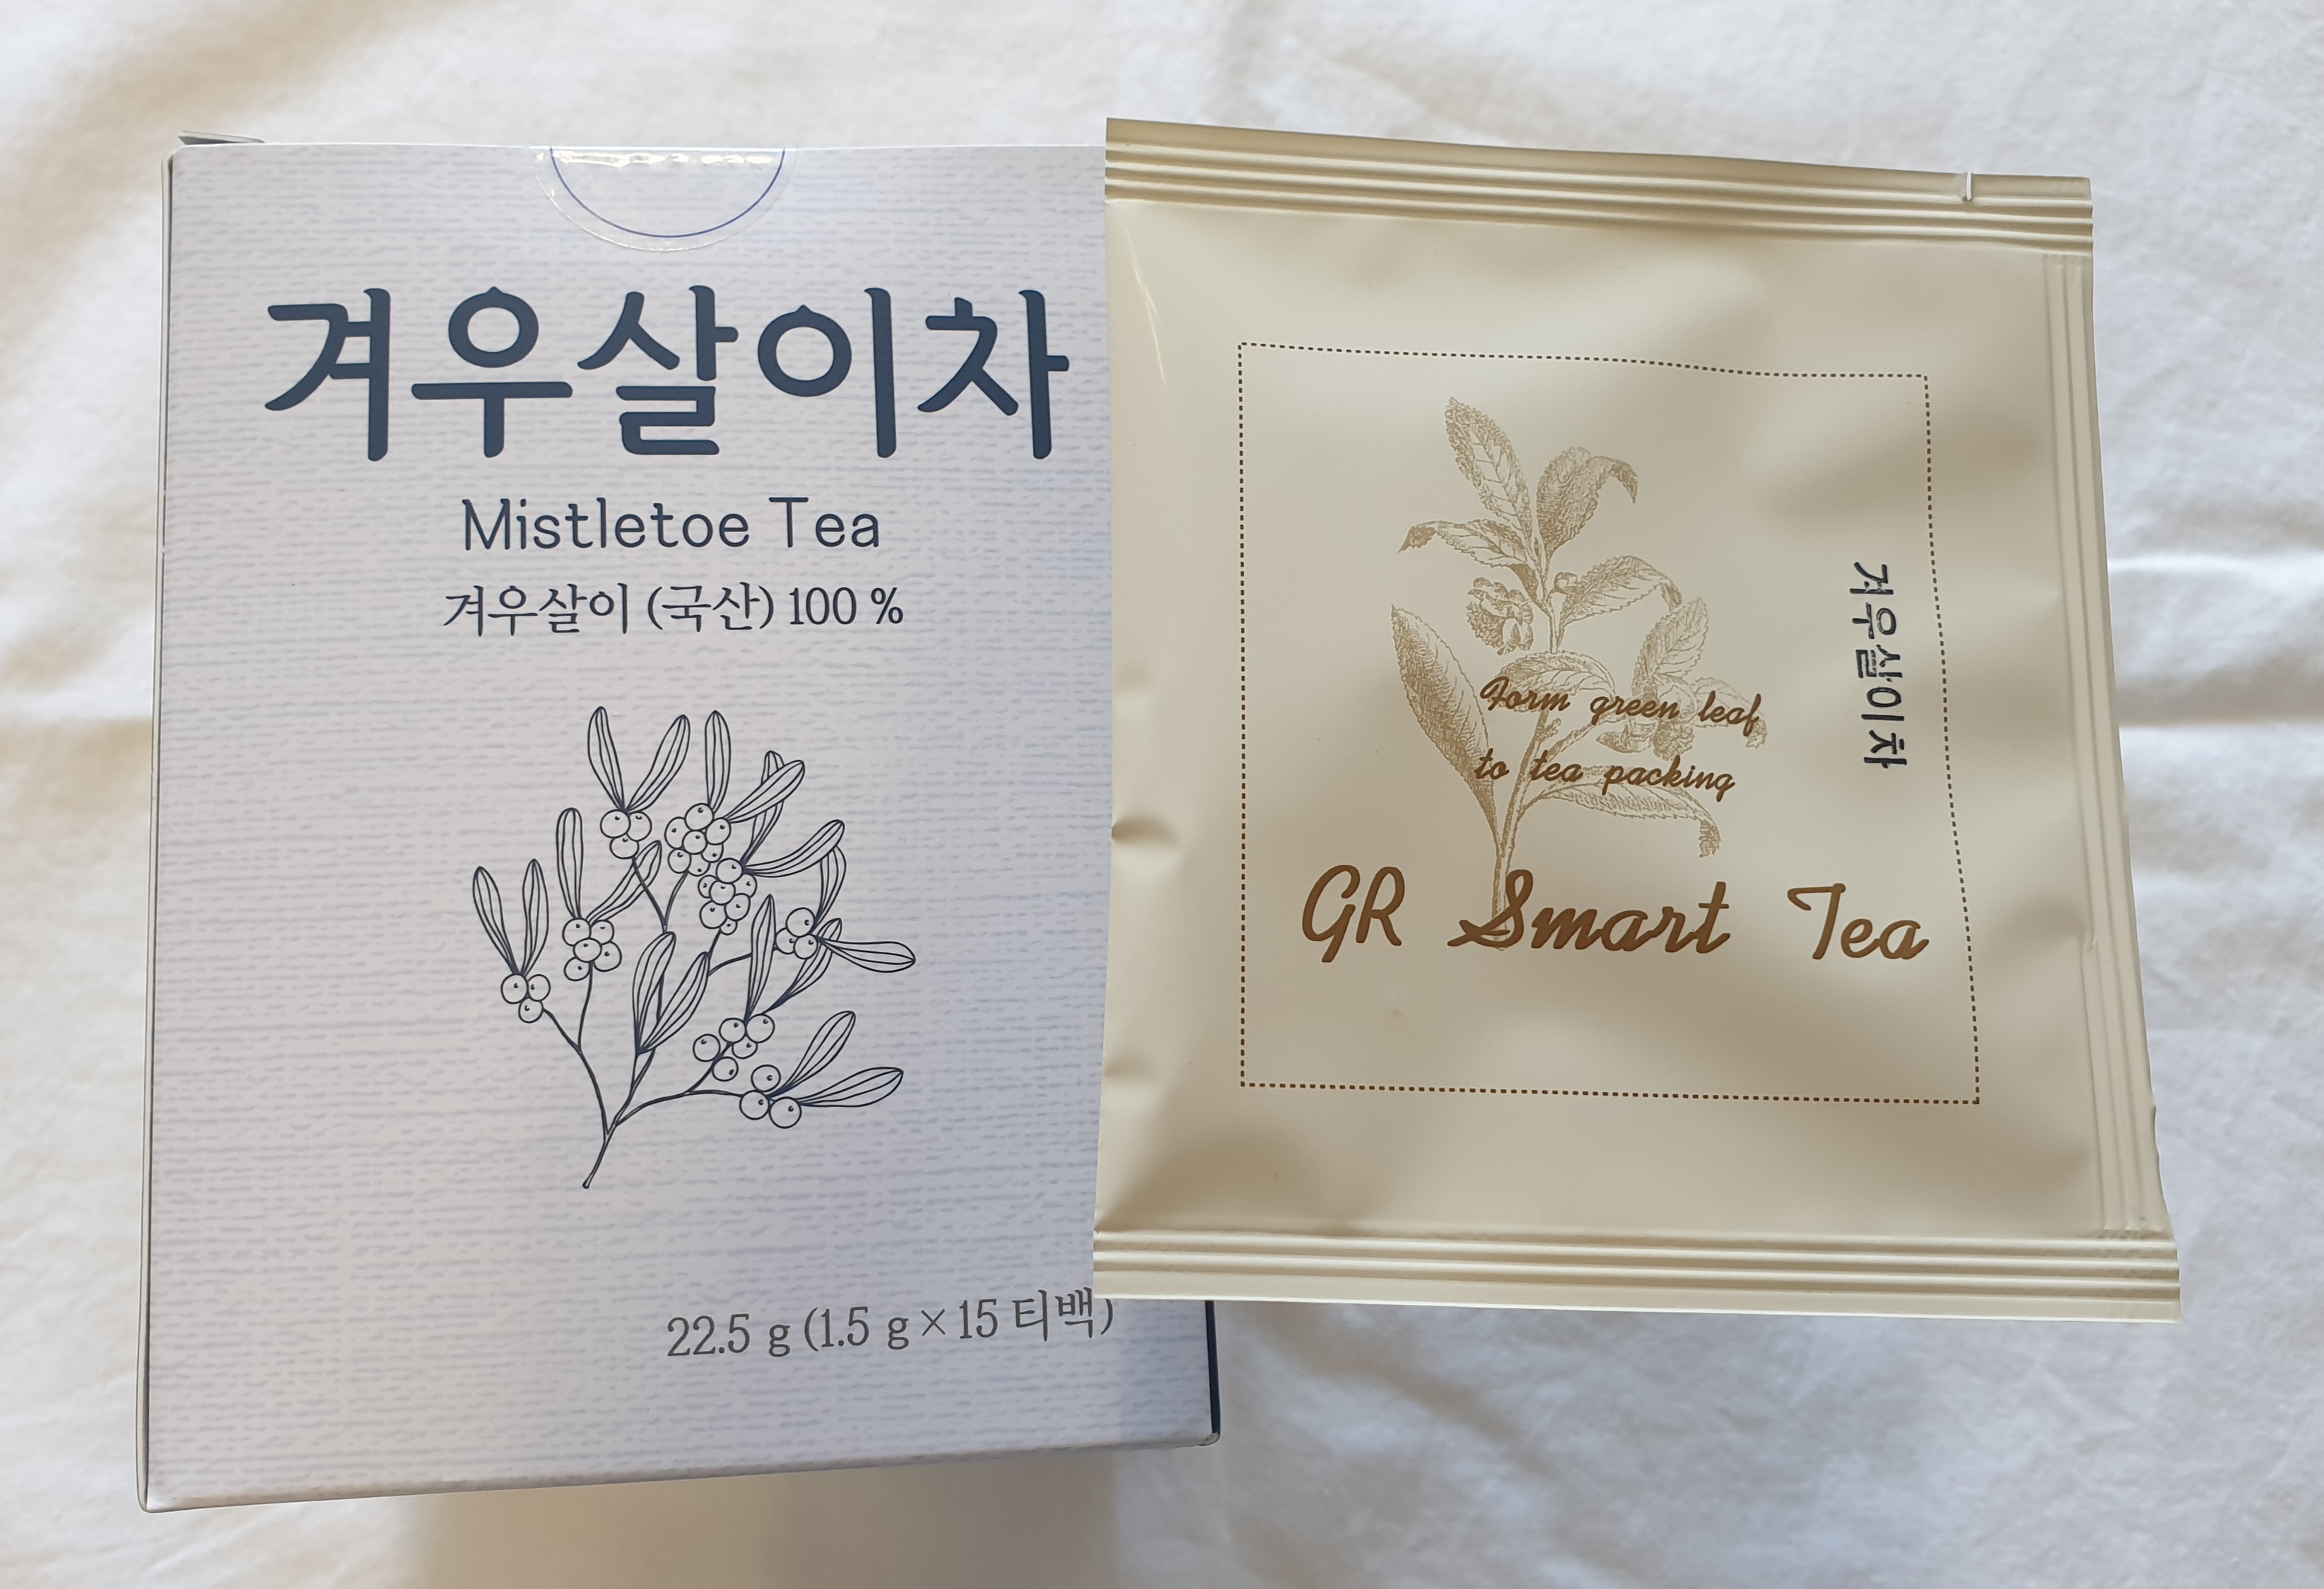 겨우살이차
Mistletoe Tea
겨우살이 (국산) 100 %
22.5 g (1.5 g×15 티백)
겨우살이차
Form green leaf
to tea packing
GR Smart Tea